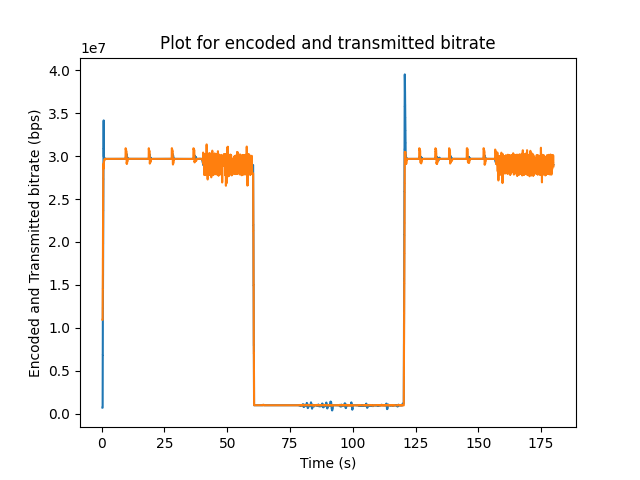 Plot for encoded and transmitted bitrate
1e7
4.0
3.5
3.0
2.5
2.0
1.5
1.0
0.5
0.0
Encoded and Transmitted bitrate (bps)
0 25 50 75 100 125 150 175
Time (s)